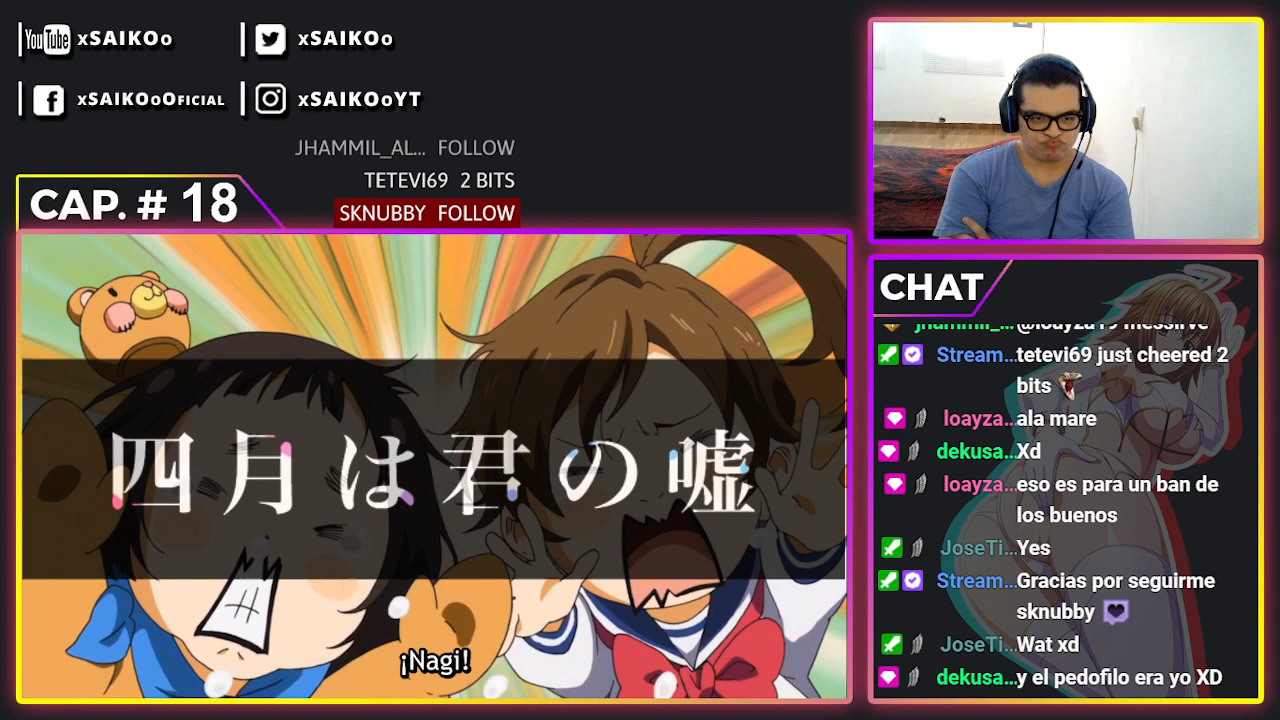 YouTube xSAIKOo
xSAIKOo
xSAIKOoOficial
xSAIKOoYT
JHAMMIL_AL... FOLLOW
TETEVI69 2 BITS
SKNUBBY FOLLOW
CAP. # 18
四月は君の嘘
¡Nagi!
CHAT
Stream...tetevi69 just cheered 2
bits
loayza...ala mare
dekusa...Xd
loayza...eso es para un ban de
los buenos
JoseTi...Yes
Stream...Gracias por seguirme
sknubby
JoseTi...Wat xd
dekusa...y el pedofilo era yo XD